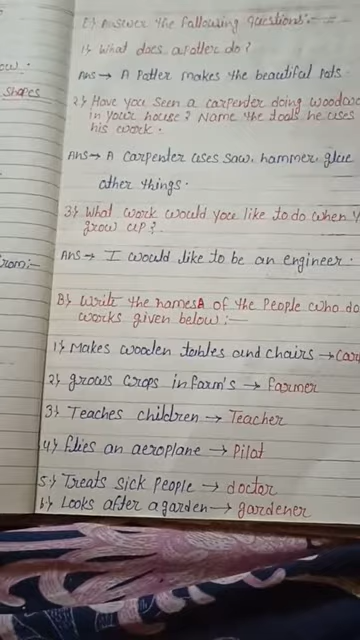 E) Answer the following questions:-
1) What does a potter do?
Ans → A Potter makes the beautiful Pots.
2) Have you seen a carpenter doing
in your house? Name the tools he uses
his work.
Ans → A carpenter uses saw, hammer, glue
other things.
3) What work would you like to do when
grow up?
Ans → I would like to be an engineer.
B) Write the names of the People who do
works given below:-
1) Makes wooden tables and chairs →
2) grows crops in farm's → Farmer
3) Teaches children → Teacher
4) flies an aeroplane → Pilot
5) Treats sick people → doctor
6) Looks after a garden → gardener
shapes